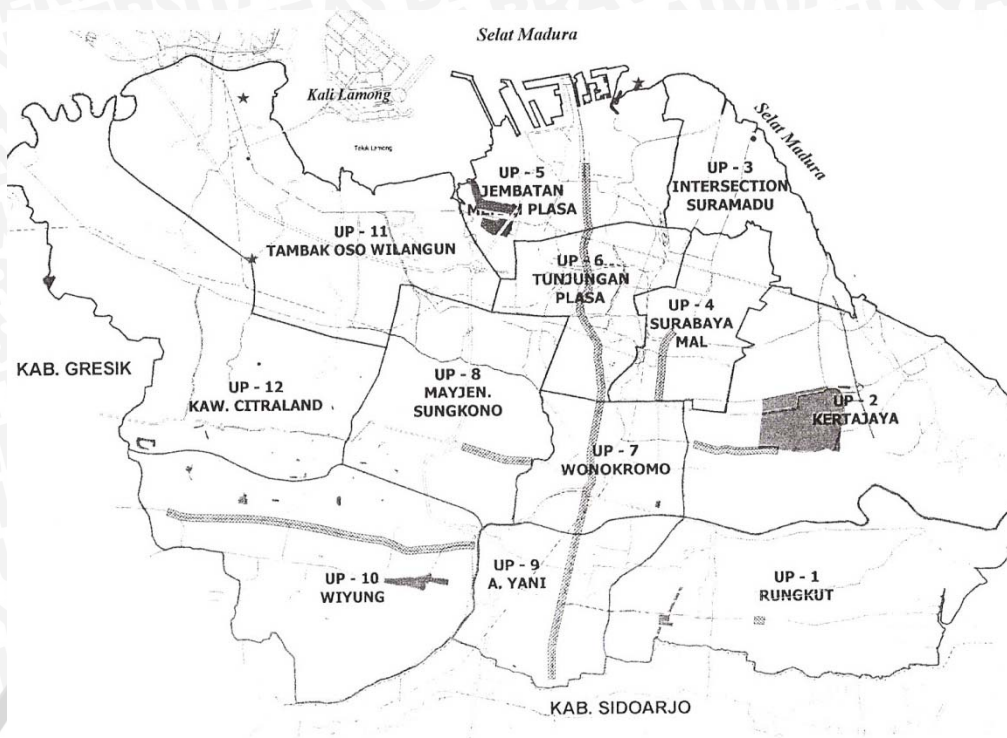 Selat Madura
Kali Lamong
Teluk Lamong
Selat Madura
UP - 5
JEMBATAN
PLASA
UP - 3
INTERSECTION
SURAMADU
UP - 11
TAMBAK OSO WILANGUN
UP - 6
TUNJUNGAN
PLASA
UP - 4
SURABAYA
MAL
KAB. GRESIK
UP - 12
KAW. CITRALAND
UP - 8
MAYJEN.
SUNGKONO
UP - 2
KERTAJAYA
UP - 7
WONOKROMO
UP - 10
WIYUNG
UP - 9
A. YANI
UP - 1
RUNGKUT
KAB. SIDOARJO